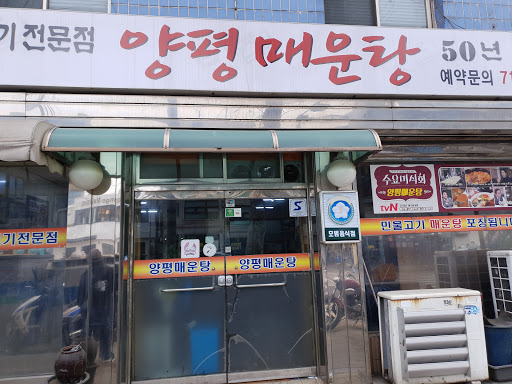 기전문점 양평 매운탕 50년
예약문의 7
수요미식회
양평매운탕
tvN
모범음식점
기전문점
양평매운탕
양평매운탕
민물고기 매운탕 포장됩니